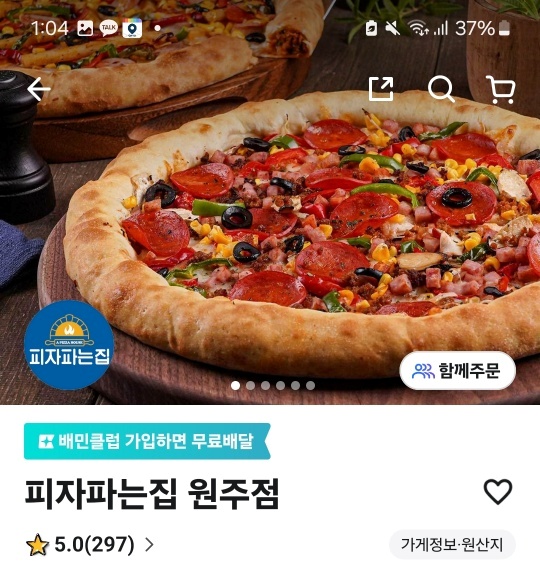 1:04
TALK
37%
A PIZZA HOUSE
피자파는집
함께주문
배민클럽 가입하면 무료배달
피자파는집 원주점
5.0(297)
가게정보·원산지